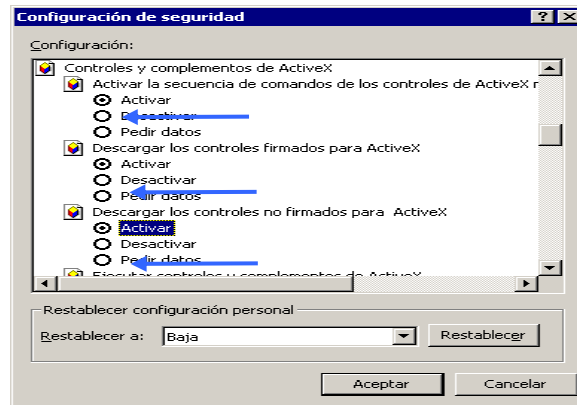 Configuración de seguridad
Configuración:
Controles y complementos de ActiveX
Activar la secuencia de comandos de los controles de ActiveX r
Activar
Desactivar
Pedir datos
Descargar los controles firmados para ActiveX
Activar
Desactivar
Pedir datos
Descargar los controles no firmados para ActiveX
Activar
Desactivar
Pedir datos
Ejecutar controles y complementos de ActiveX
Restablecer configuración personal
Restablecer a: Baja Restablecer
Aceptar Cancelar